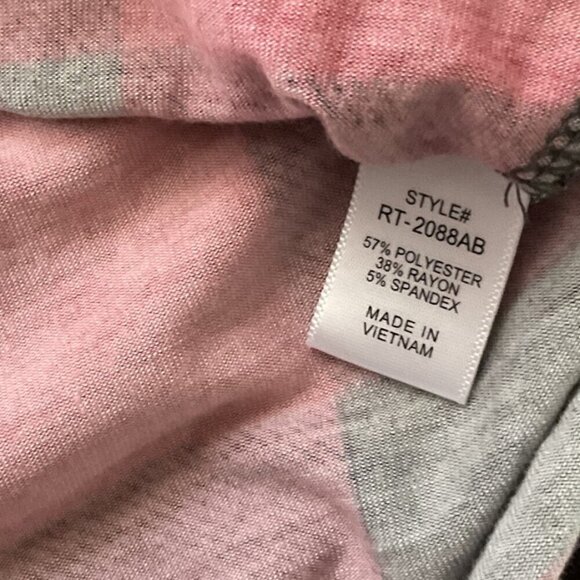 STYLE#
RT-2088AB
57% POLYESTER
38% RAYON
5% SPANDEX
MADE IN
VIETNAM